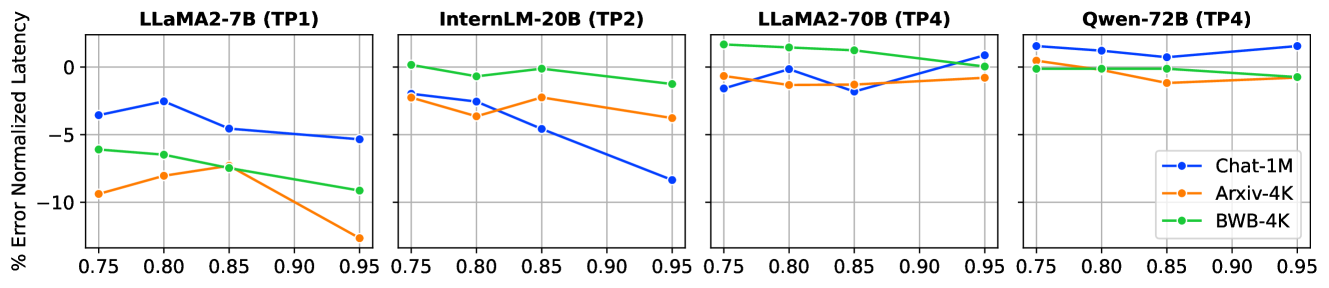 LLaMA2-7B (TP1) InternLM-20B (TP2) LLaMA2-70B (TP4) Qwen-72B (TP4)
% Error Normalized Latency
0
−5
−10
Chat-1M
Arxiv-4K
BWB-4K
0.75 0.80 0.85 0.90 0.95 0.75 0.80 0.85 0.90 0.95 0.75 0.80 0.85 0.90 0.95 0.75 0.80 0.85 0.90 0.95